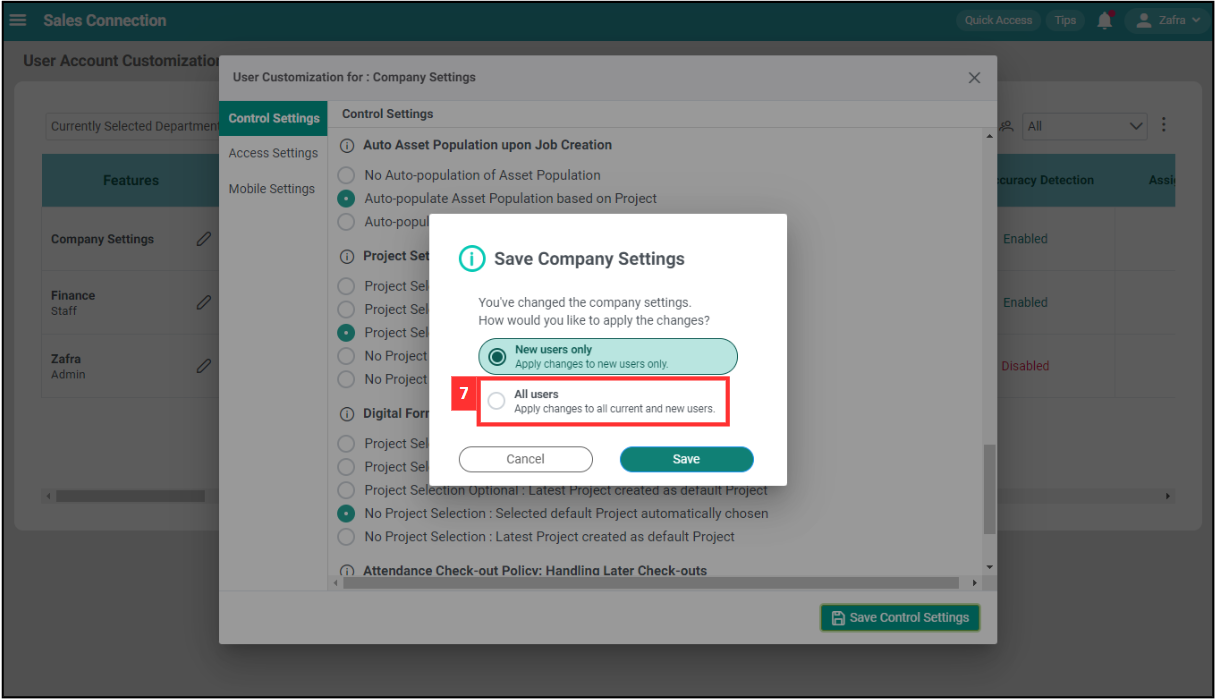 Sales Connection
Quick Access
Tips
Zafra
User Account Customization
User Customization for : Company Settings
Currently Selected Department
All
Control Settings
Access Settings
Mobile Settings
Control Settings
Features
Accuracy Detection
Company Settings
Enabled
Finance
Staff
Enabled
Zafra
Admin
Disabled
Auto Asset Population upon Job Creation
No Auto-population of Asset Population
Auto-populate Asset Population based on Project
Auto-popul
Project Set
Project Sel
Project Sel
Project Sel
No Project
No Project
Digital Forr
Project Sel
Project Sel
Project Selection Optional : Latest Project created as default Project
No Project Selection : Selected default Project automatically chosen
No Project Selection : Latest Project created as default Project
Attendance Check-out Policy: Handling Later Check-outs
Save Company Settings
You've changed the company settings.
How would you like to apply the changes?
New users only
Apply changes to new users only.
7
All users
Apply changes to all current and new users.
Cancel
Save
Save Control Settings